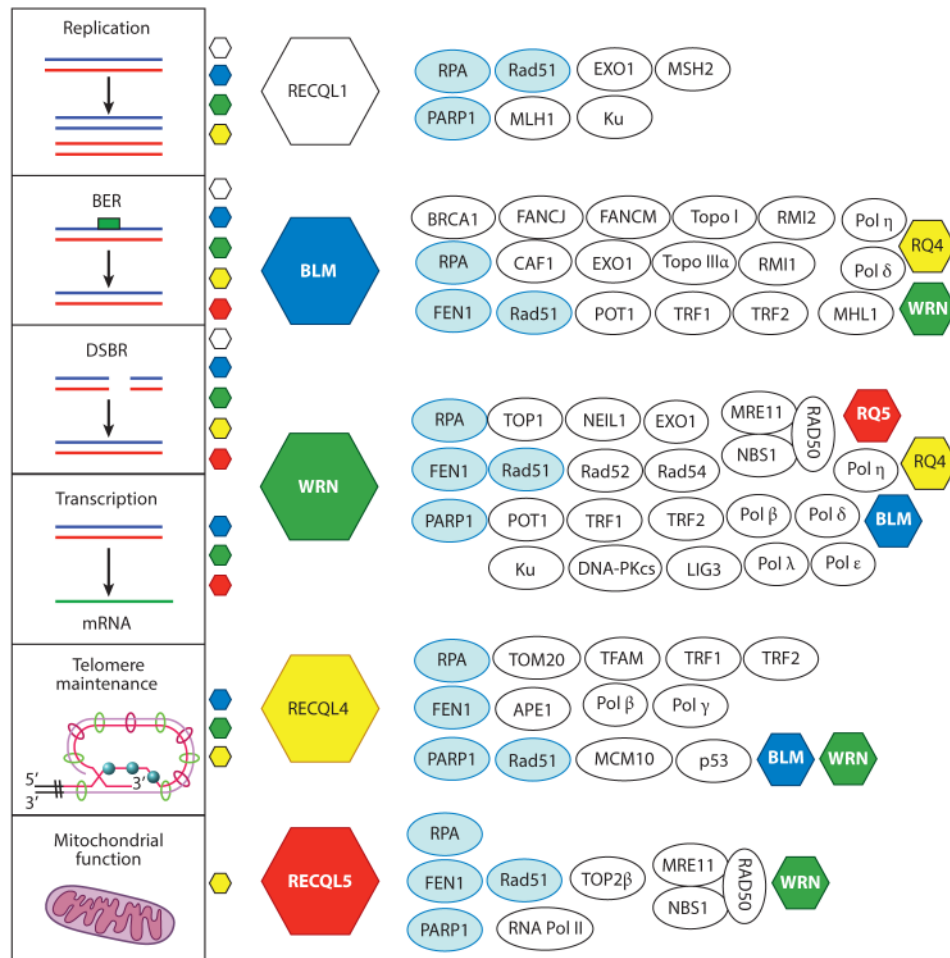 Replication
BER
DSBR
Transcription
mRNA
Telomere
maintenance
5′
3′
3′
Mitochondrial
function
RECQL1
RPA Rad51 EXO1 MSH2
PARP1 MLH1 Ku
BLM
BRCA1 FANCJ FANCM Topo I RMI2 Pol η
RPA CAF1 EXO1 Topo IIIα RMI1 Pol δ RQ4
FEN1 Rad51 POT1 TRF1 TRF2 MHL1 WRN
WRN
RPA TOP1 NEIL1 EXO1 MRE11 RAD50 RQ5
FEN1 Rad51 Rad52 Rad54 NBS1 Pol η RQ4
PARP1 POT1 TRF1 TRF2 Pol β Pol δ BLM
Ku DNA-PKcs LIG3 Pol λ Pol ε
RECQL4
RPA TOM20 TFAM TRF1 TRF2
FEN1 APE1 Pol β Pol γ
PARP1 Rad51 MCM10 p53 BLM WRN
RECQL5
RPA
FEN1 Rad51 TOP2β MRE11 RAD50 WRN
PARP1 RNA Pol II NBS1